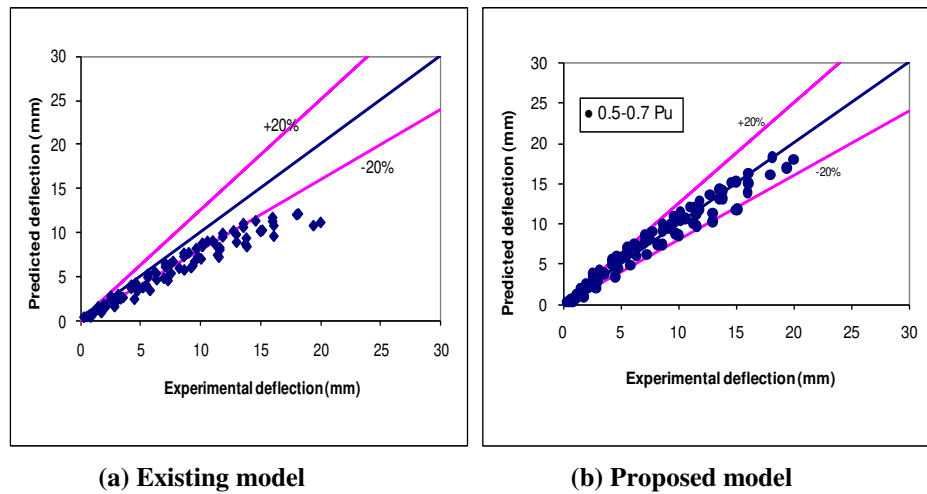 30
25
20
15
10
5
0
Predicted deflection (mm)
+20%
-20%
0 5 10 15 20 25 30
Experimental deflection (mm)
(a) Existing model
30
25
20
15
10
5
0
Predicted deflection (mm)
0.5-0.7 Pu
+20%
-20%
0 5 10 15 20 25 30
Experimental deflection (mm)
(b) Proposed model